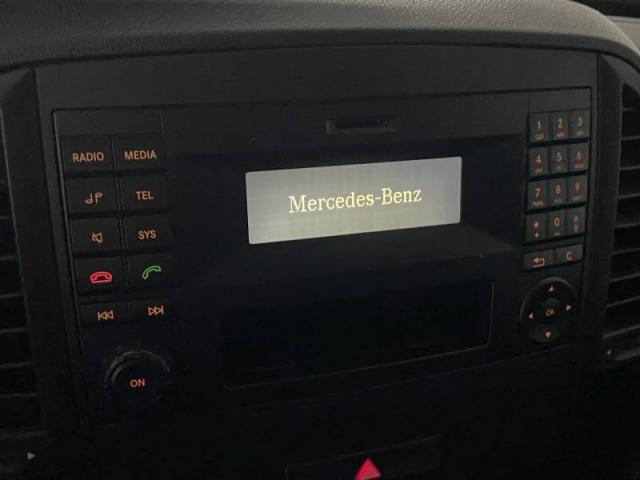 RADIO MEDIA
TEL
SYS
ON
Mercedes-Benz
1 2 3
4 5 6
7 8 9
* 0 #
C
OK